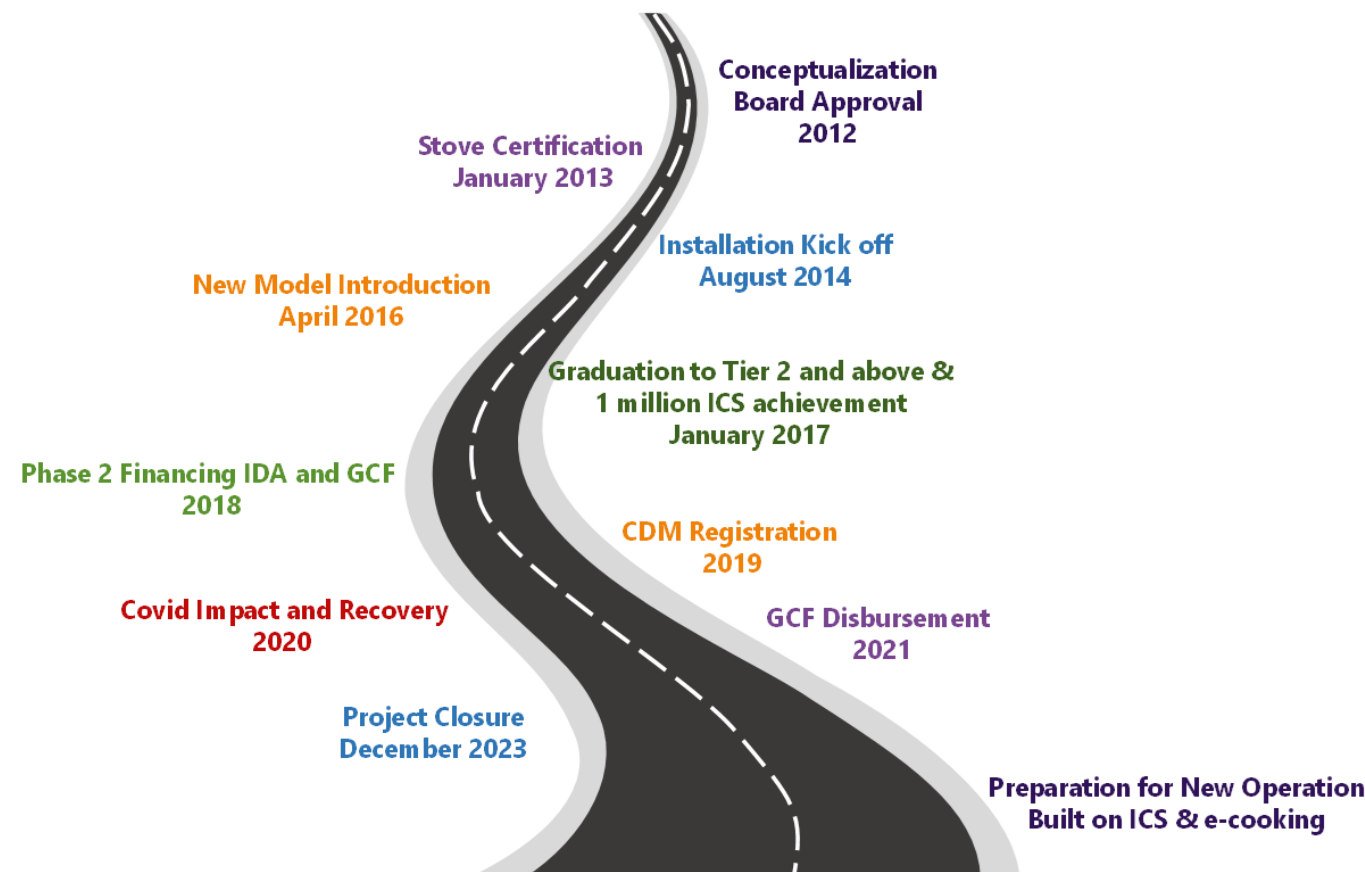 Conceptualization
Board Approval
2012
Stove Certification
January 2013
Installation Kick off
August 2014
New Model Introduction
April 2016
Graduation to Tier 2 and above &
1 million ICS achievement
January 2017
Phase 2 Financing IDA and GCF
2018
CDM Registration
2019
Covid Impact and Recovery
2020
GCF Disbursement
2021
Project Closure
December 2023
Preparation for New Operation
Built on ICS & e-cooking